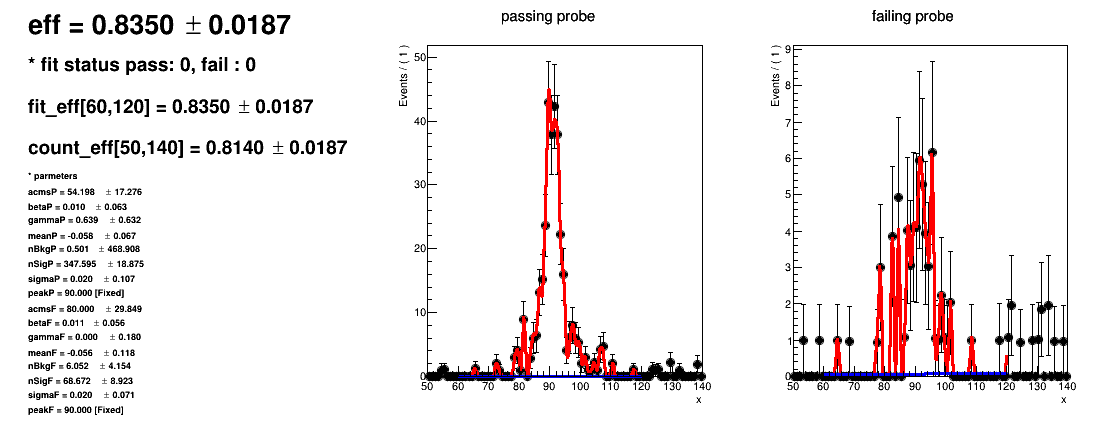 eff = 0.8350 ± 0.0187
* fit status pass: 0, fail : 0
fit_eff[60,120] = 0.8350 ± 0.0187
count_eff[50,140] = 0.8140 ± 0.0187
* parmeters
acmsP = 54.198 ± 17.276
betaP = 0.010 ± 0.063
gammaP = 0.639 ± 0.632
meanP = -0.058 ± 0.067
nBkgP = 0.501 ± 468.908
nSigP = 347.595 ± 18.875
sigmaP = 0.020 ± 0.107
peakP = 90.000 [Fixed]
acmsF = 80.000 ± 29.849
betaF = 0.011 ± 0.056
gammaF = 0.000 ± 0.180
meanF = -0.056 ± 0.118
nBkgF = 6.052 ± 4.154
nSigF = 68.672 ± 8.923
sigmaF = 0.020 ± 0.071
peakF = 90.000 [Fixed]
passing probe
Events / ( 1 )
50
40
30
20
10
0
50 60 70 80 90 100 110 120 130 140
x
failing probe
Events / ( 1 )
9
8
7
6
5
4
3
2
1
0
50 60 70 80 90 100 110 120 130 140
x